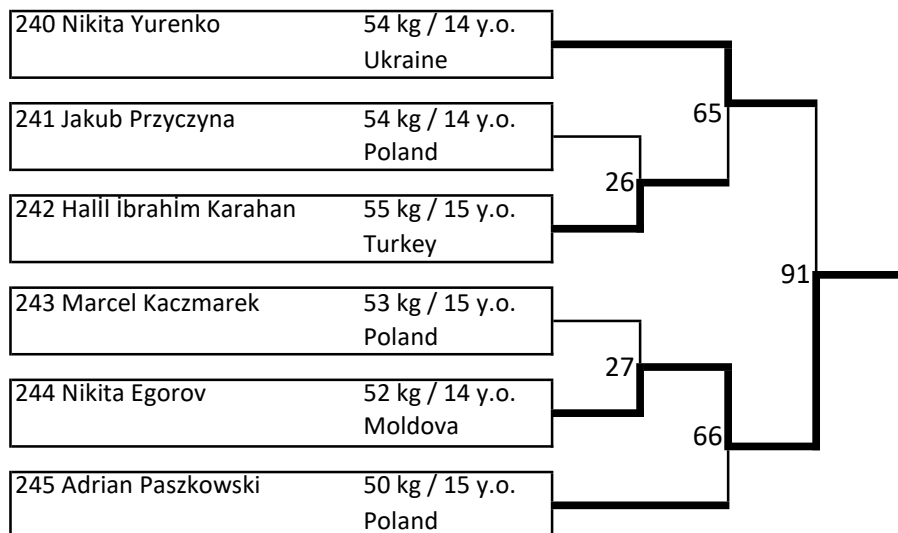 240 Nikita Yurenko 54 kg / 14 y.o.
Ukraine
65
241 Jakub Przyczyna 54 kg / 14 y.o.
Poland
26
242 Halİl İbrahİm Karahan 55 kg / 15 y.o.
Turkey
91
243 Marcel Kaczmarek 53 kg / 15 y.o.
Poland
27
244 Nikita Egorov 52 kg / 14 y.o.
Moldova
66
245 Adrian Paszkowski 50 kg / 15 y.o.
Poland